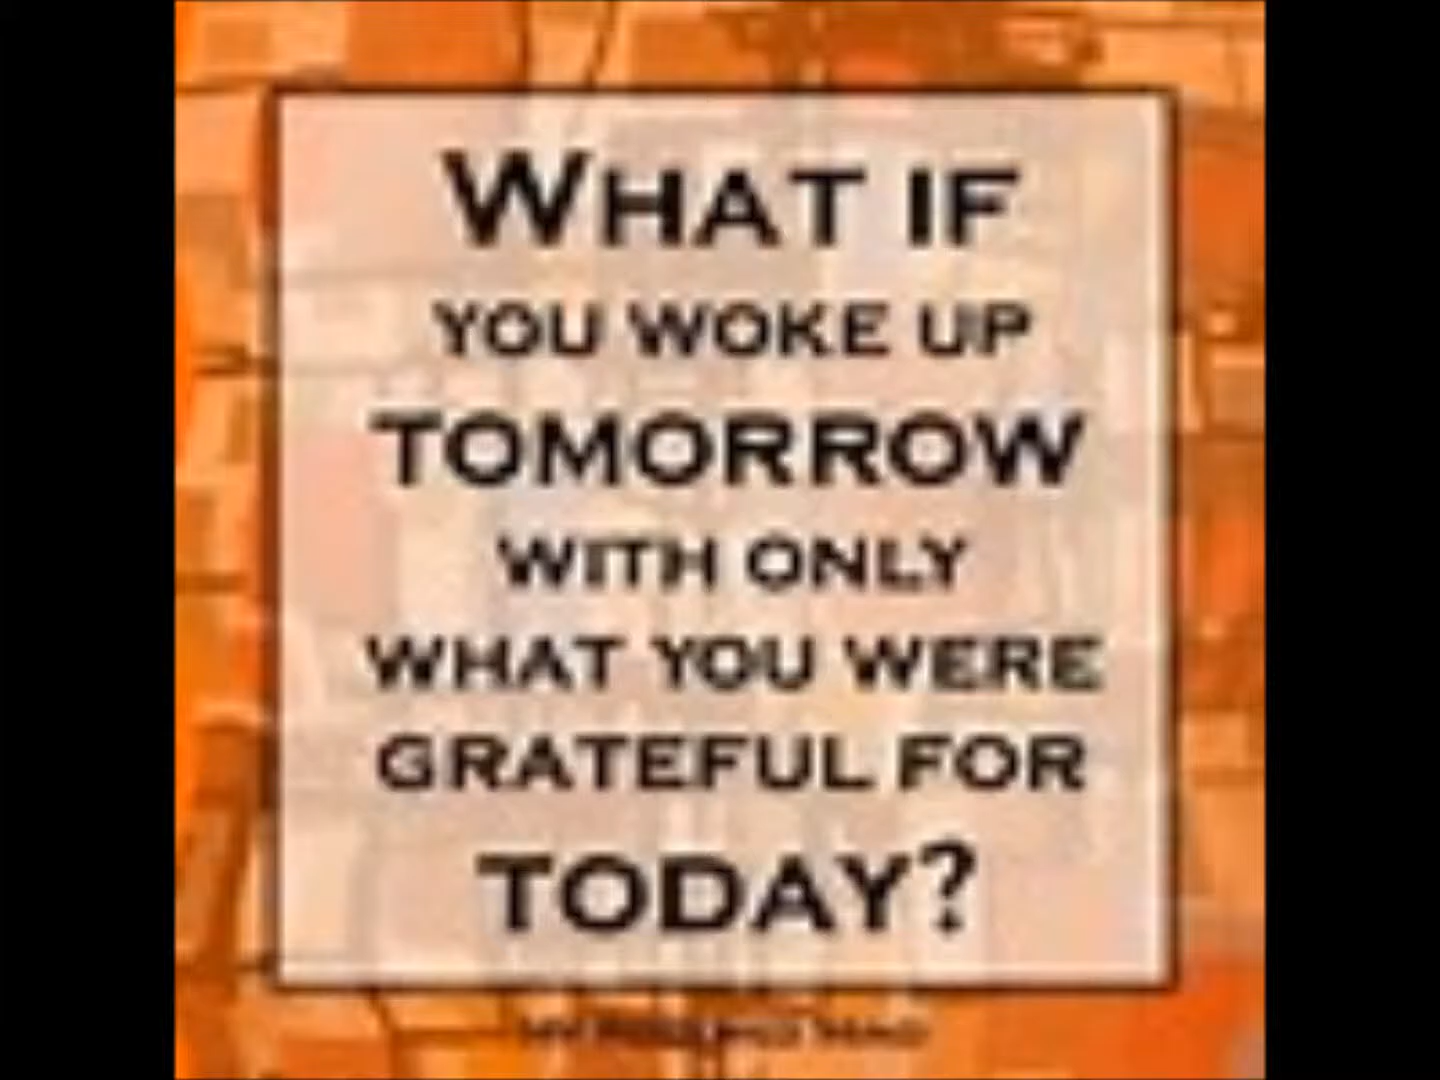 WHAT IF
YOU WOKE UP
TOMORROW
WITH ONLY
WHAT YOU WERE
GRATEFUL FOR
TODAY?